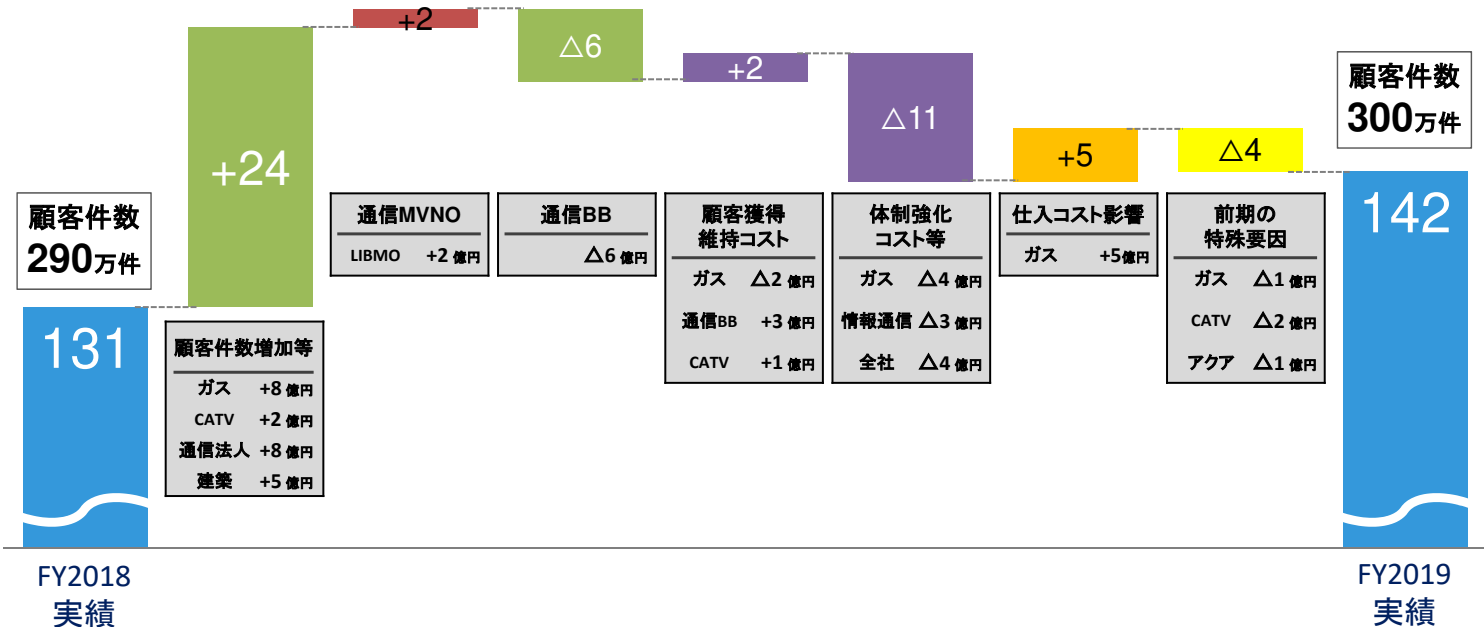 +2
△6
+2
△11
+5
△4
+24
顧客件数
290万件
131
顧客件数
300万件
142
顧客件数増加等
ガス +8 億円
CATV +2 億円
通信法人 +8 億円
建築 +5 億円
通信MVNO
LIBMO +2 億円
通信BB
△6 億円
顧客獲得
維持コスト
ガス △2 億円
通信BB +3 億円
CATV +1 億円
体制強化
コスト等
ガス △4 億円
情報通信 △3 億円
全社 △4 億円
仕入コスト影響
ガス +5億円
前期の
特殊要因
ガス △1 億円
CATV △2 億円
アクア △1 億円
FY2018
実績
FY2019
実績